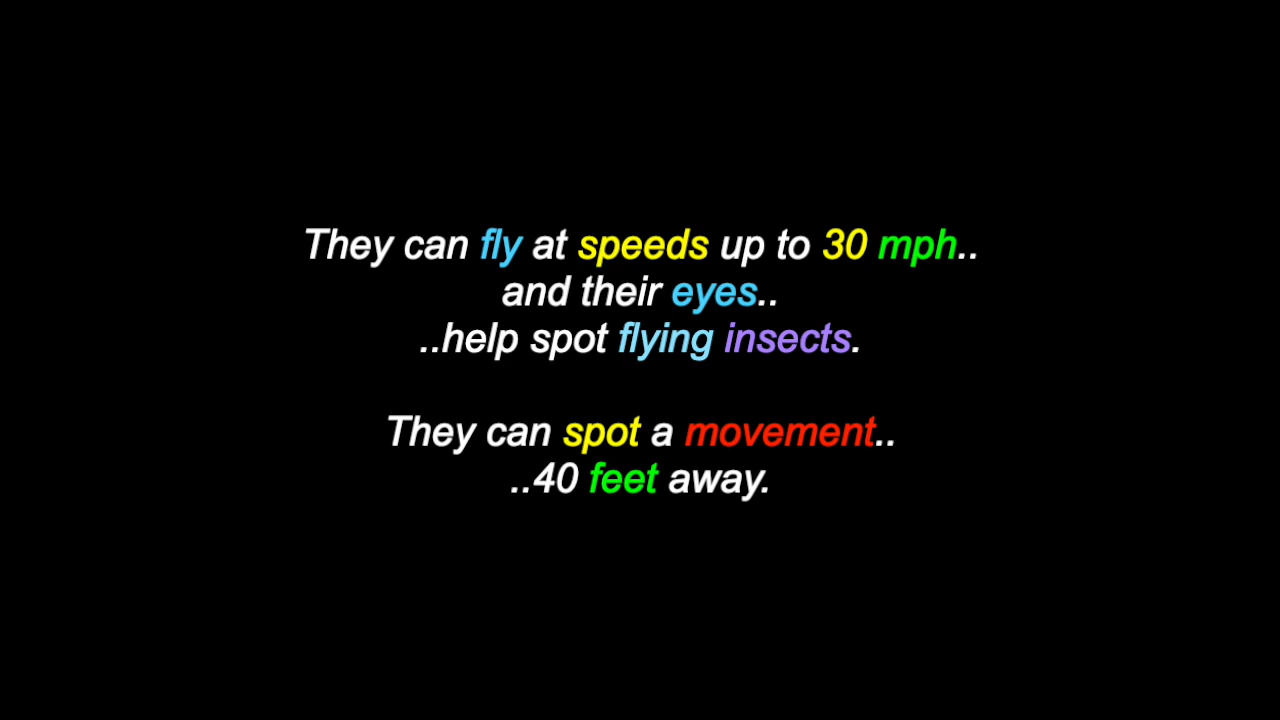 They can fly at speeds up to 30 mph..
and their eyes..
..help spot flying insects.
They can spot a movement..
..40 feet away.